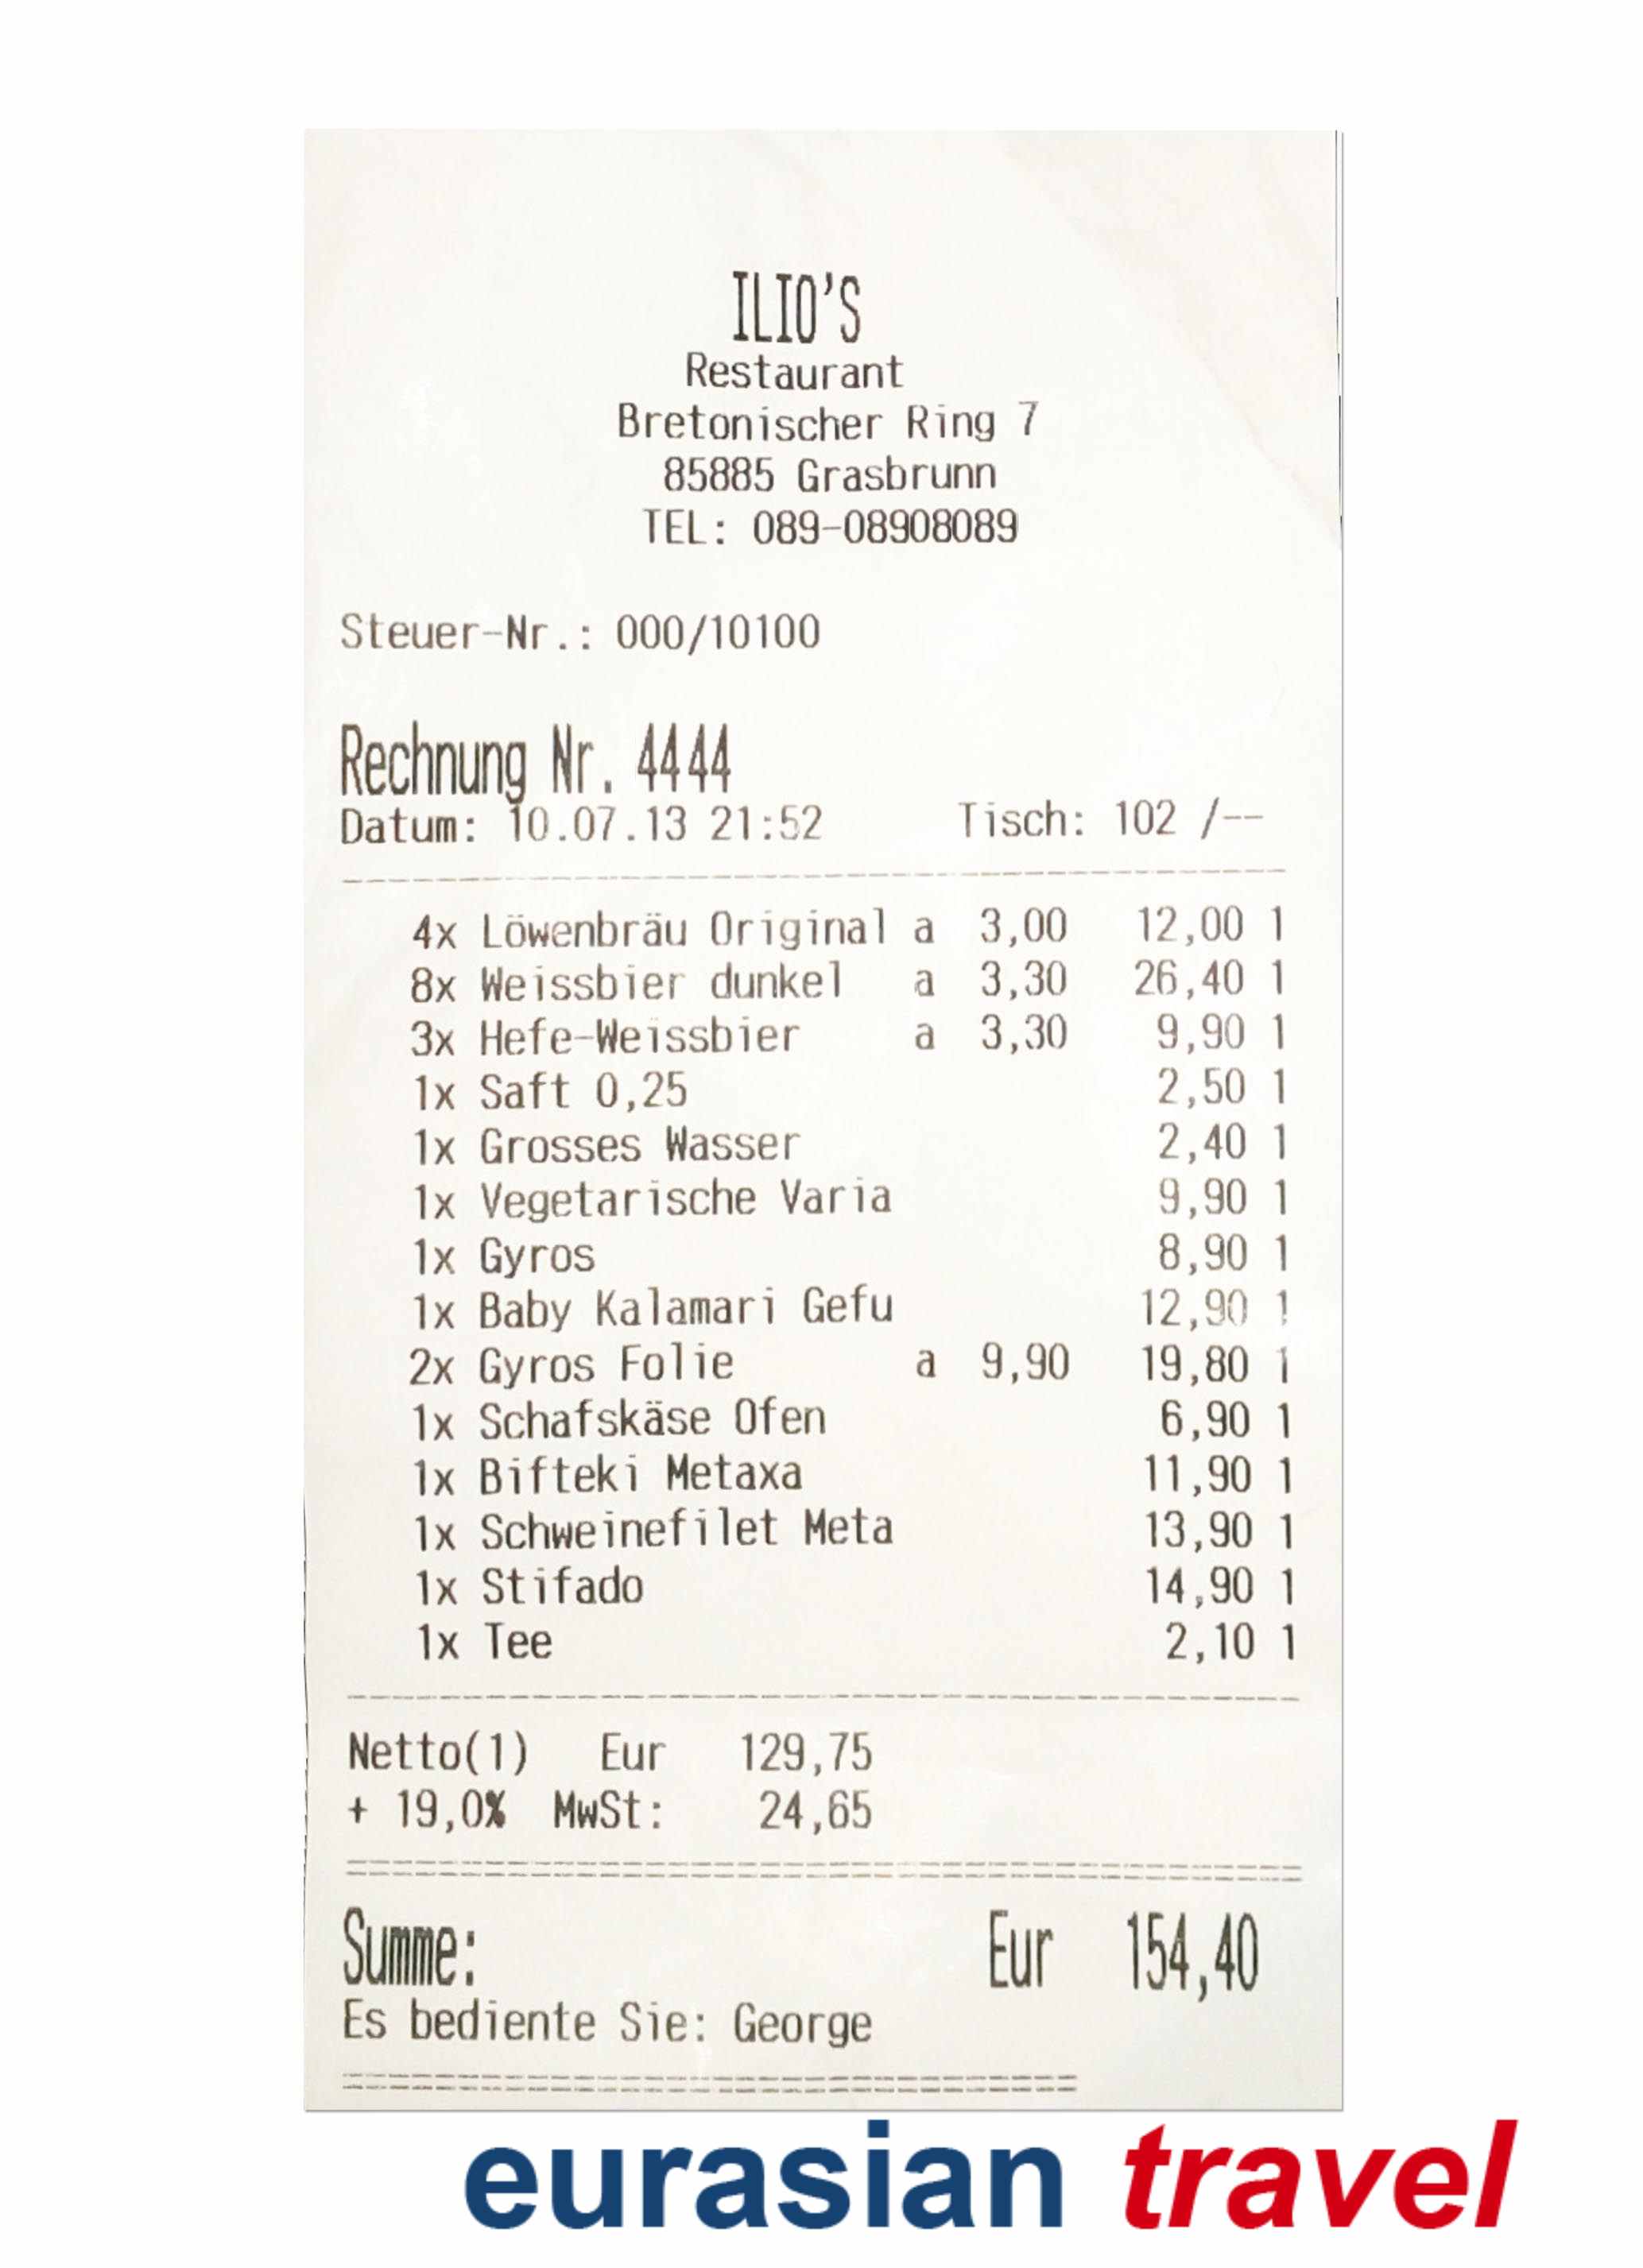 ILIO'S
Restaurant
Bretonischer Ring 7
85885 Grasbrunn
TEL: 089-08908089
Steuer-Nr.: 000/10100
Rechnung Nr. 4444
Datum: 10.07.13 21:52 Tisch: 102 /--
4x Löwenbräu Original a 3,00 12,00 1
8x Weissbier dunkel a 3,30 26,40 1
3x Hefe-Weissbier a 3,30 9,90 1
1x Saft 0,25 2,50 1
1x Grosses Wasser 2,40 1
1x Vegetarische Varia 9,90 1
1x Gyros 8,90 1
1x Baby Kalamari Gefu 12,90 1
2x Gyros Folie a 9,90 19,80 1
1x Schafskäse Ofen 6,90 1
1x Bifteki Metaxa 11,90 1
1x Schweinefilet Meta 13,90 1
1x Stifado 14,90 1
1x Tee 2,10 1
Netto(1) Eur 129,75
+ 19,0% MwSt: 24,65
Summe: Eur 154,40
Es bediente Sie: George
eurasian travel